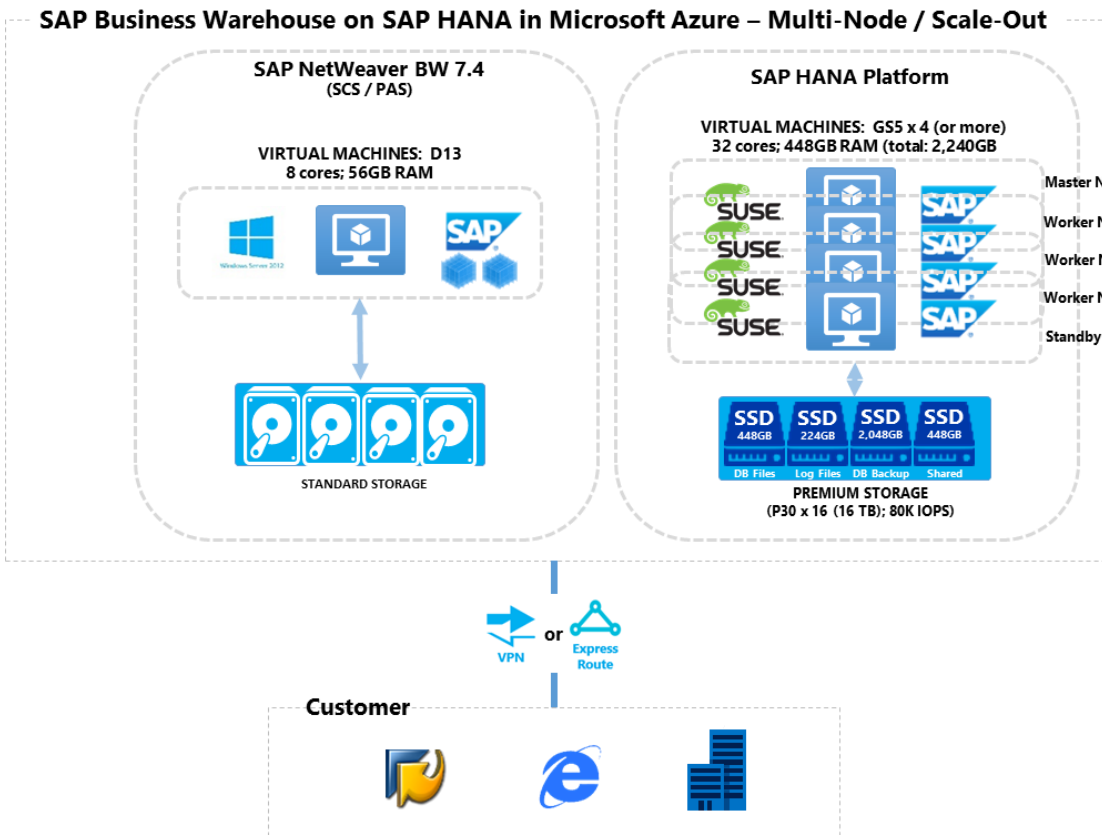 SAP Business Warehouse on SAP HANA in Microsoft Azure – Multi-Node / Scale-Out
SAP NetWeaver BW 7.4
(SCS / PAS)
VIRTUAL MACHINES: D13
8 cores; 56GB RAM
Windows Server 2012
SAP
STANDARD STORAGE
SAP HANA Platform
VIRTUAL MACHINES: GS5 x 4 (or more)
32 cores; 448GB RAM (total: 2,240GB
SUSE
SAP
Master N
SUSE
SAP
Worker N
SUSE
SAP
Worker N
SUSE
SAP
Worker N
Standby
SSD
448GB
DB Files
SSD
224GB
Log Files
SSD
2,048GB
DB Backup
SSD
448GB
Shared
PREMIUM STORAGE
(P30 x 16 (16 TB); 80K IOPS)
VPN
or
Express
Route
Customer